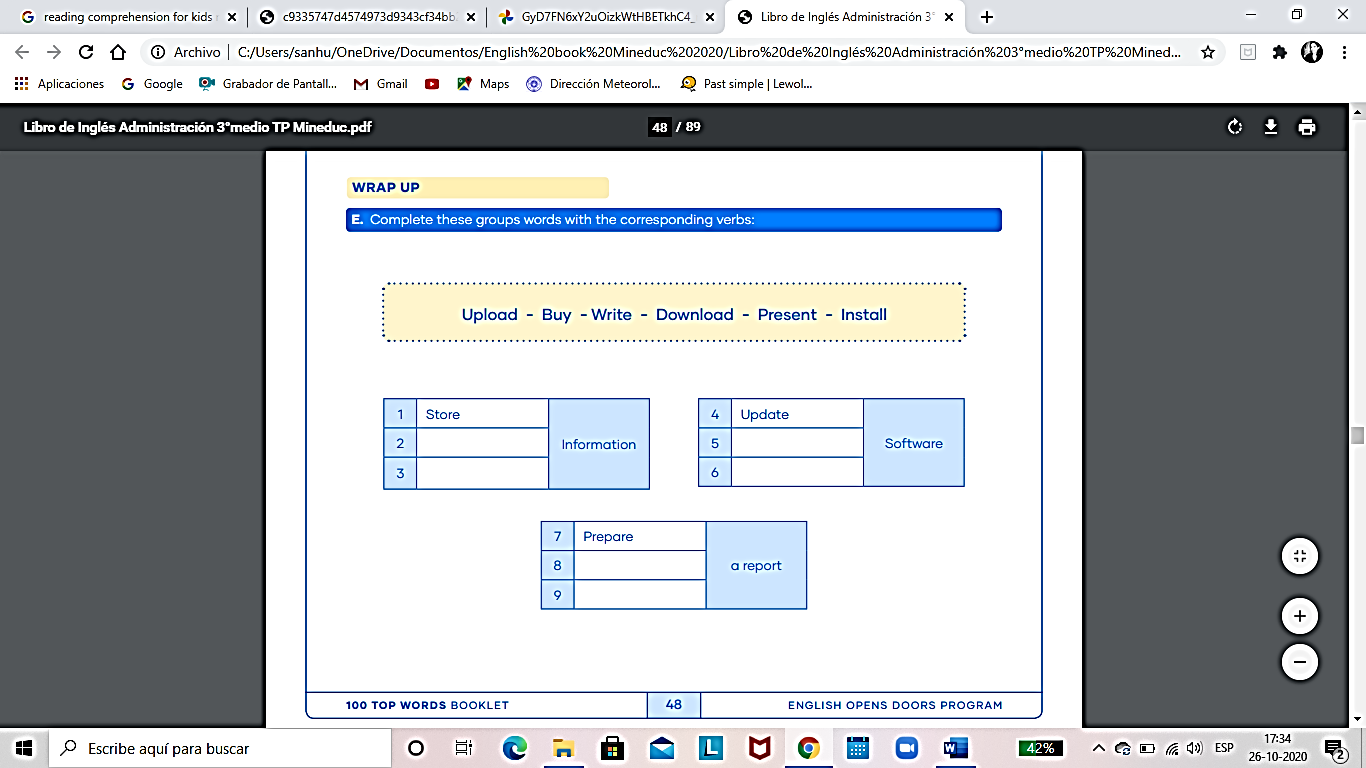 reading comprehension for kids
c9335747d4574973d9343cf34bb
GyD7FN6xY2uOizkWtHBETkhC4_
Libro de Inglés Administración 3°
Archivo
C:/Users/sanhu/OneDrive/Documentos/English%20book%20Mineduc%202020/Libro%20de%20Inglés%20Administración%203°medio%20TP%20Mined...
Aplicaciones
Google
Grabador de Pantall...
Gmail
Maps
Dirección Meteorol...
Past simple | Lewol...
Libro de Inglés Administración 3°medio TP Mineduc.pdf
48 / 89
WRAP UP
E. Complete these groups words with the corresponding verbs:
Upload - Buy - Write - Download - Present - Install
1 Store
2
3
Information
4 Update
5
6
Software
7 Prepare
8
9
a report
100 TOP WORDS BOOKLET
48
ENGLISH OPENS DOORS PROGRAM
Escribe aquí para buscar
42%
ESP
17:34
26-10-2020
2